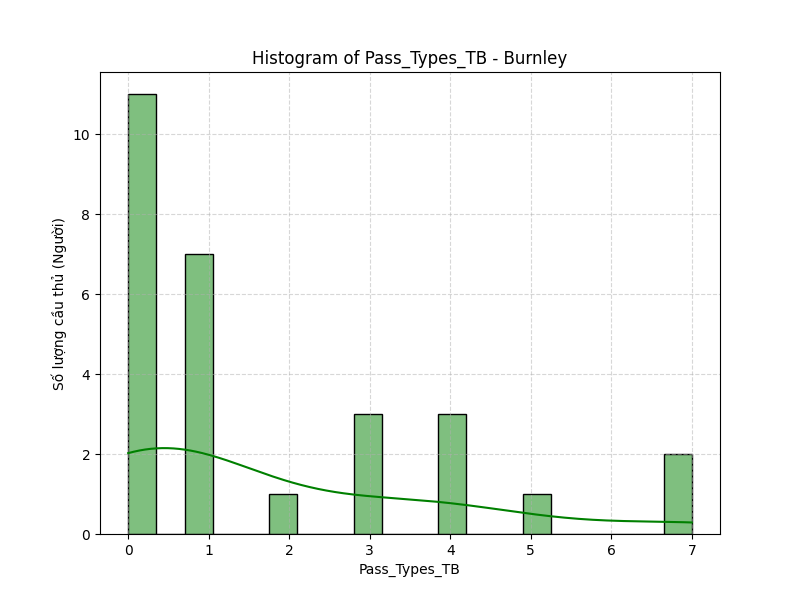 Histogram of Pass_Types_TB - Burnley
10
8
6
4
2
0
Số lượng cầu thủ (Người)
0 1 2 3 4 5 6 7
Pass_Types_TB